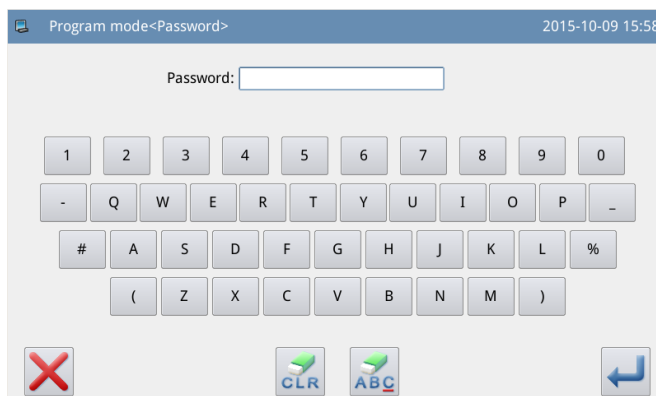 Program mode<Password> 2015-10-09 15:58
Password:
1 2 3 4 5 6 7 8 9 0
- Q W E R T Y U I O P _
# A S D F G H J K L %
( Z X C V B N M )
CLR ABC